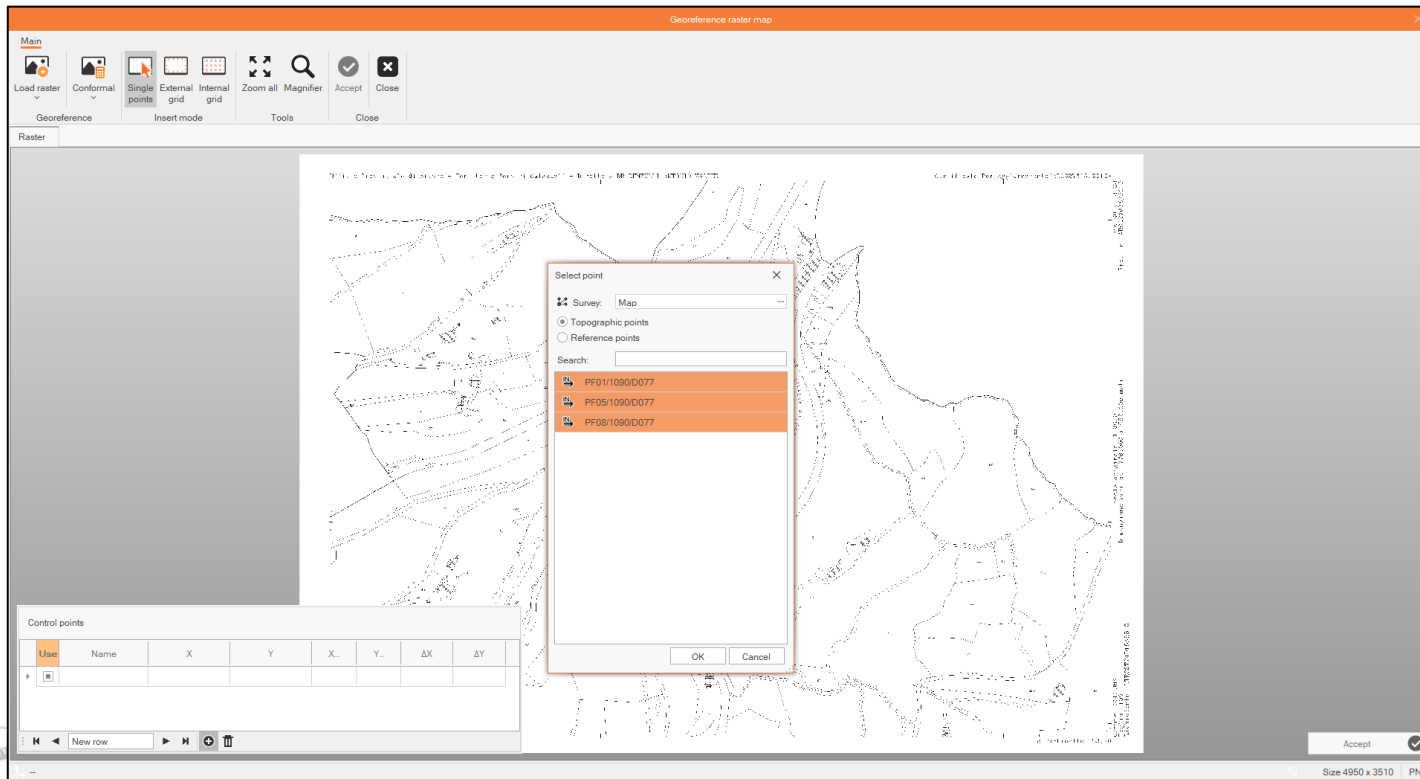 Georeference raster map
Main
Load raster
Conformal
Single points
External grid
Internal grid
Zoom all
Magnifier
Accept
Close
Georeference
Insert mode
Tools
Close
Raster
Select point
Survey: Map
Topographic points
Reference points
Search:
PF01/1090/D077
PF05/1090/D077
PF08/1090/D077
OK Cancel
Control points
Use Name X Y X... Y... ΔX ΔY
New row
Accept
-- Size 4950 x 3510